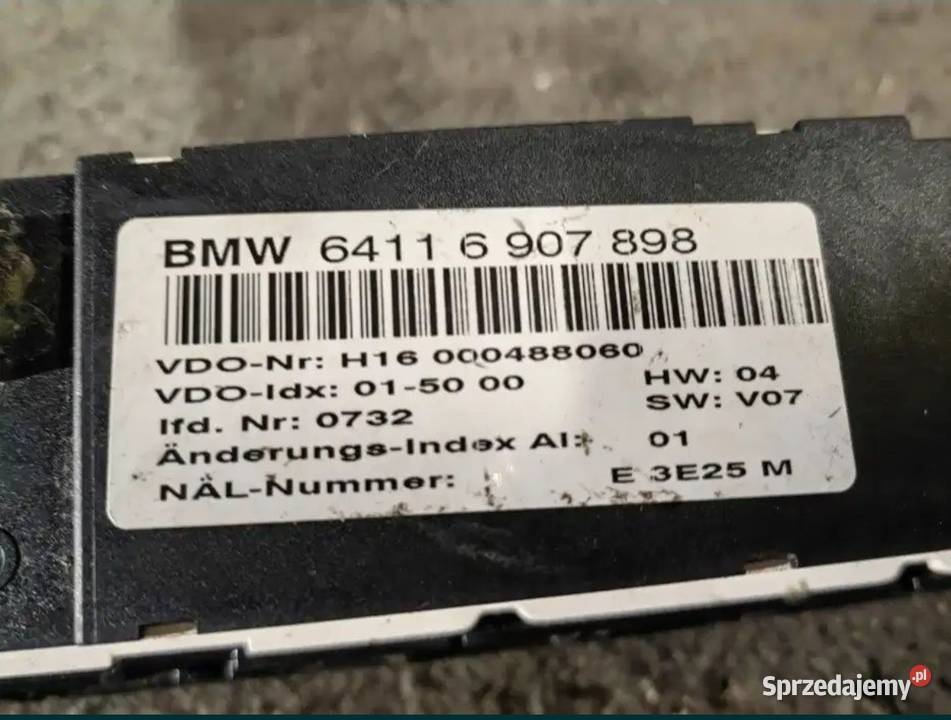 BMW 6411 6 907 898
VDO-Nr: H16 000488060
VDO-Idx: 01-50 00
HW: 04
lfd. Nr: 0732
SW: V07
Änderungs-Index AI: 01
NÄL-Nummer: E 3E25 M
Sprzedajemy.pl